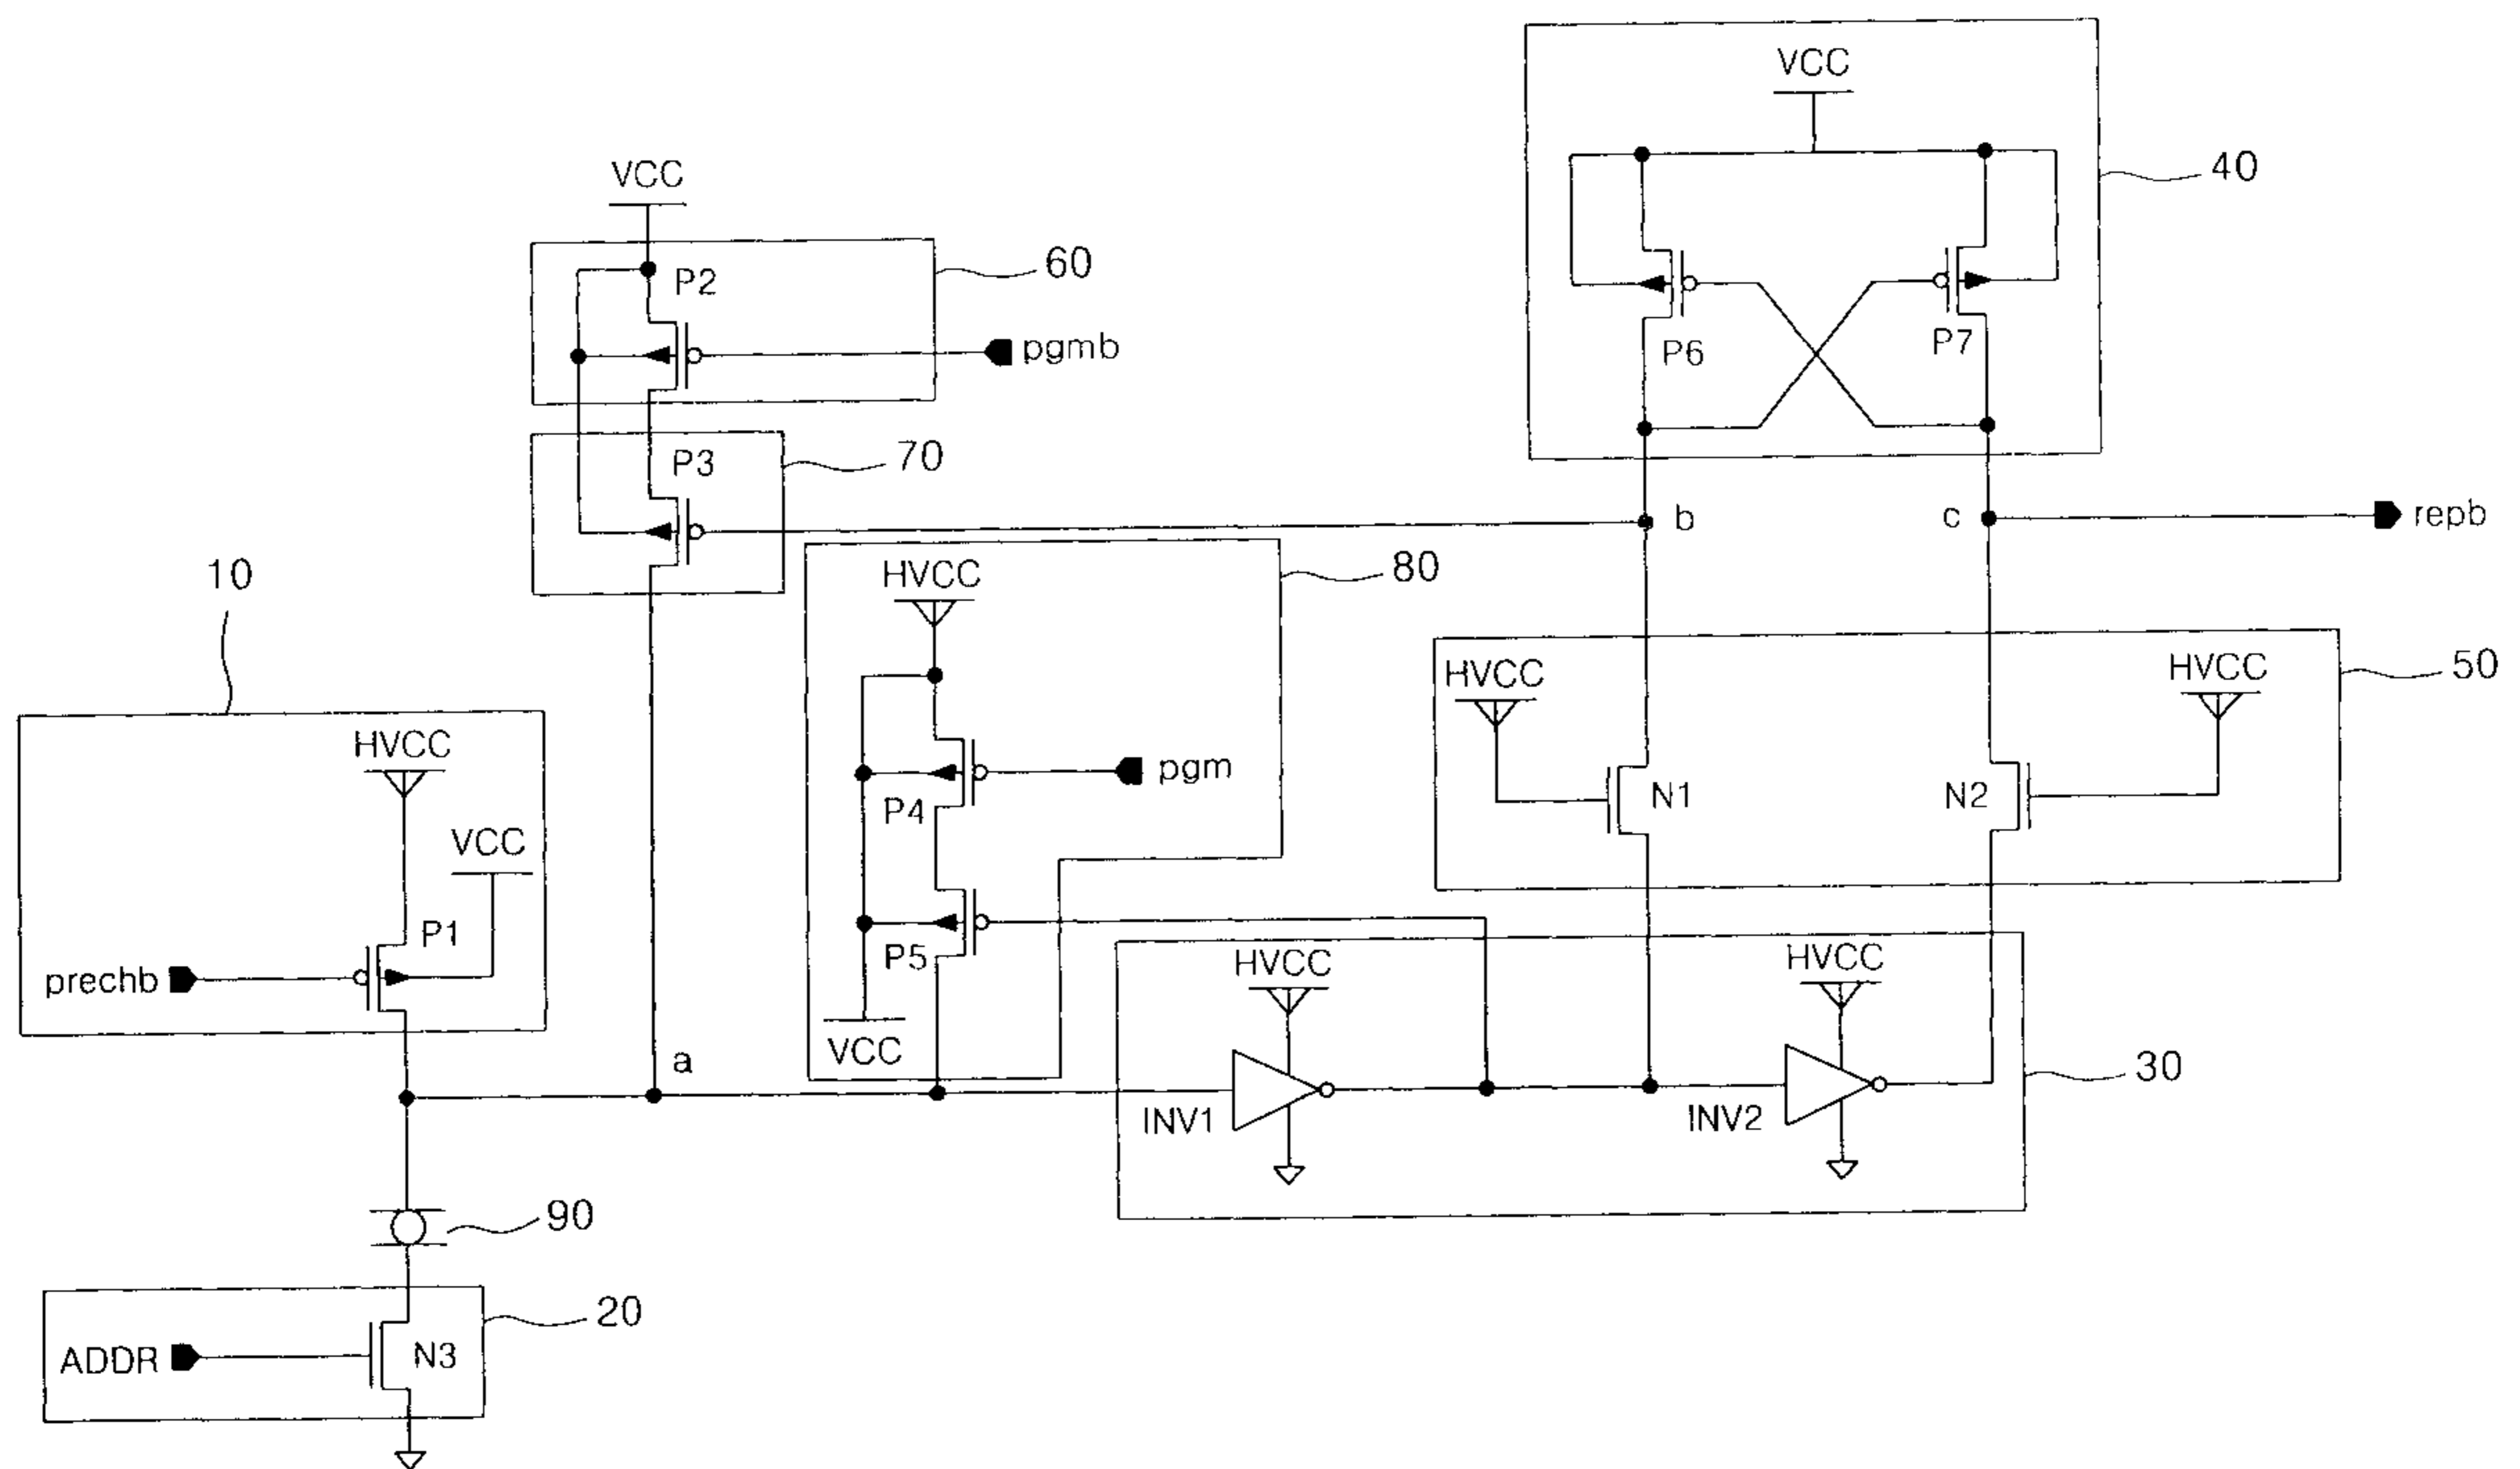 VCC
40
P6
P7
VCC
P2
60
pgmb
P3
70
b
c
repb
10
HVCC
80
HVCC
HVCC
50
HVCC
VCC
pgm
P4
N1
N2
P1
prechb
P5
HVCC
HVCC
VCC
a
30
INV1
INV2
90
20
ADDR
N3